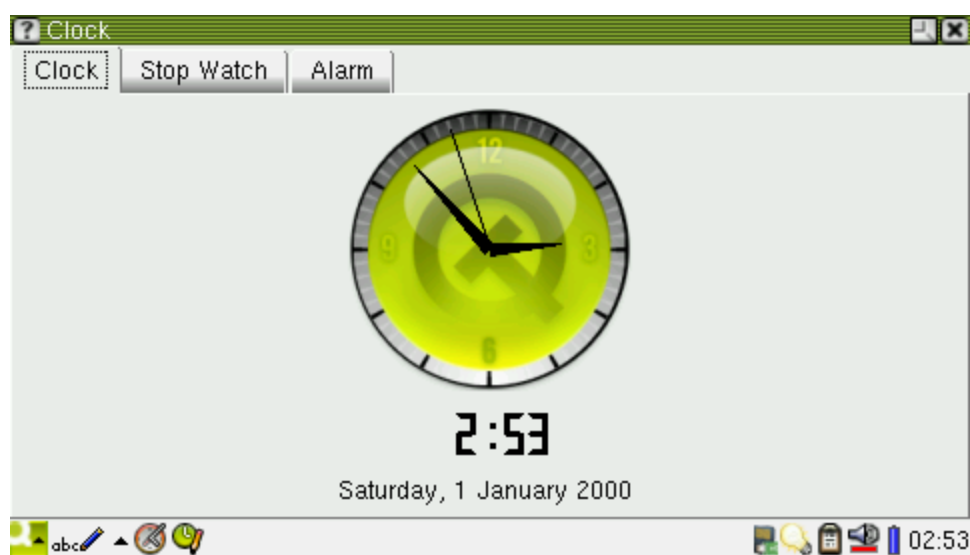 ? Clock
Clock Stop Watch Alarm
12
9 3
6
2:53
Saturday, 1 January 2000
abc 02:53